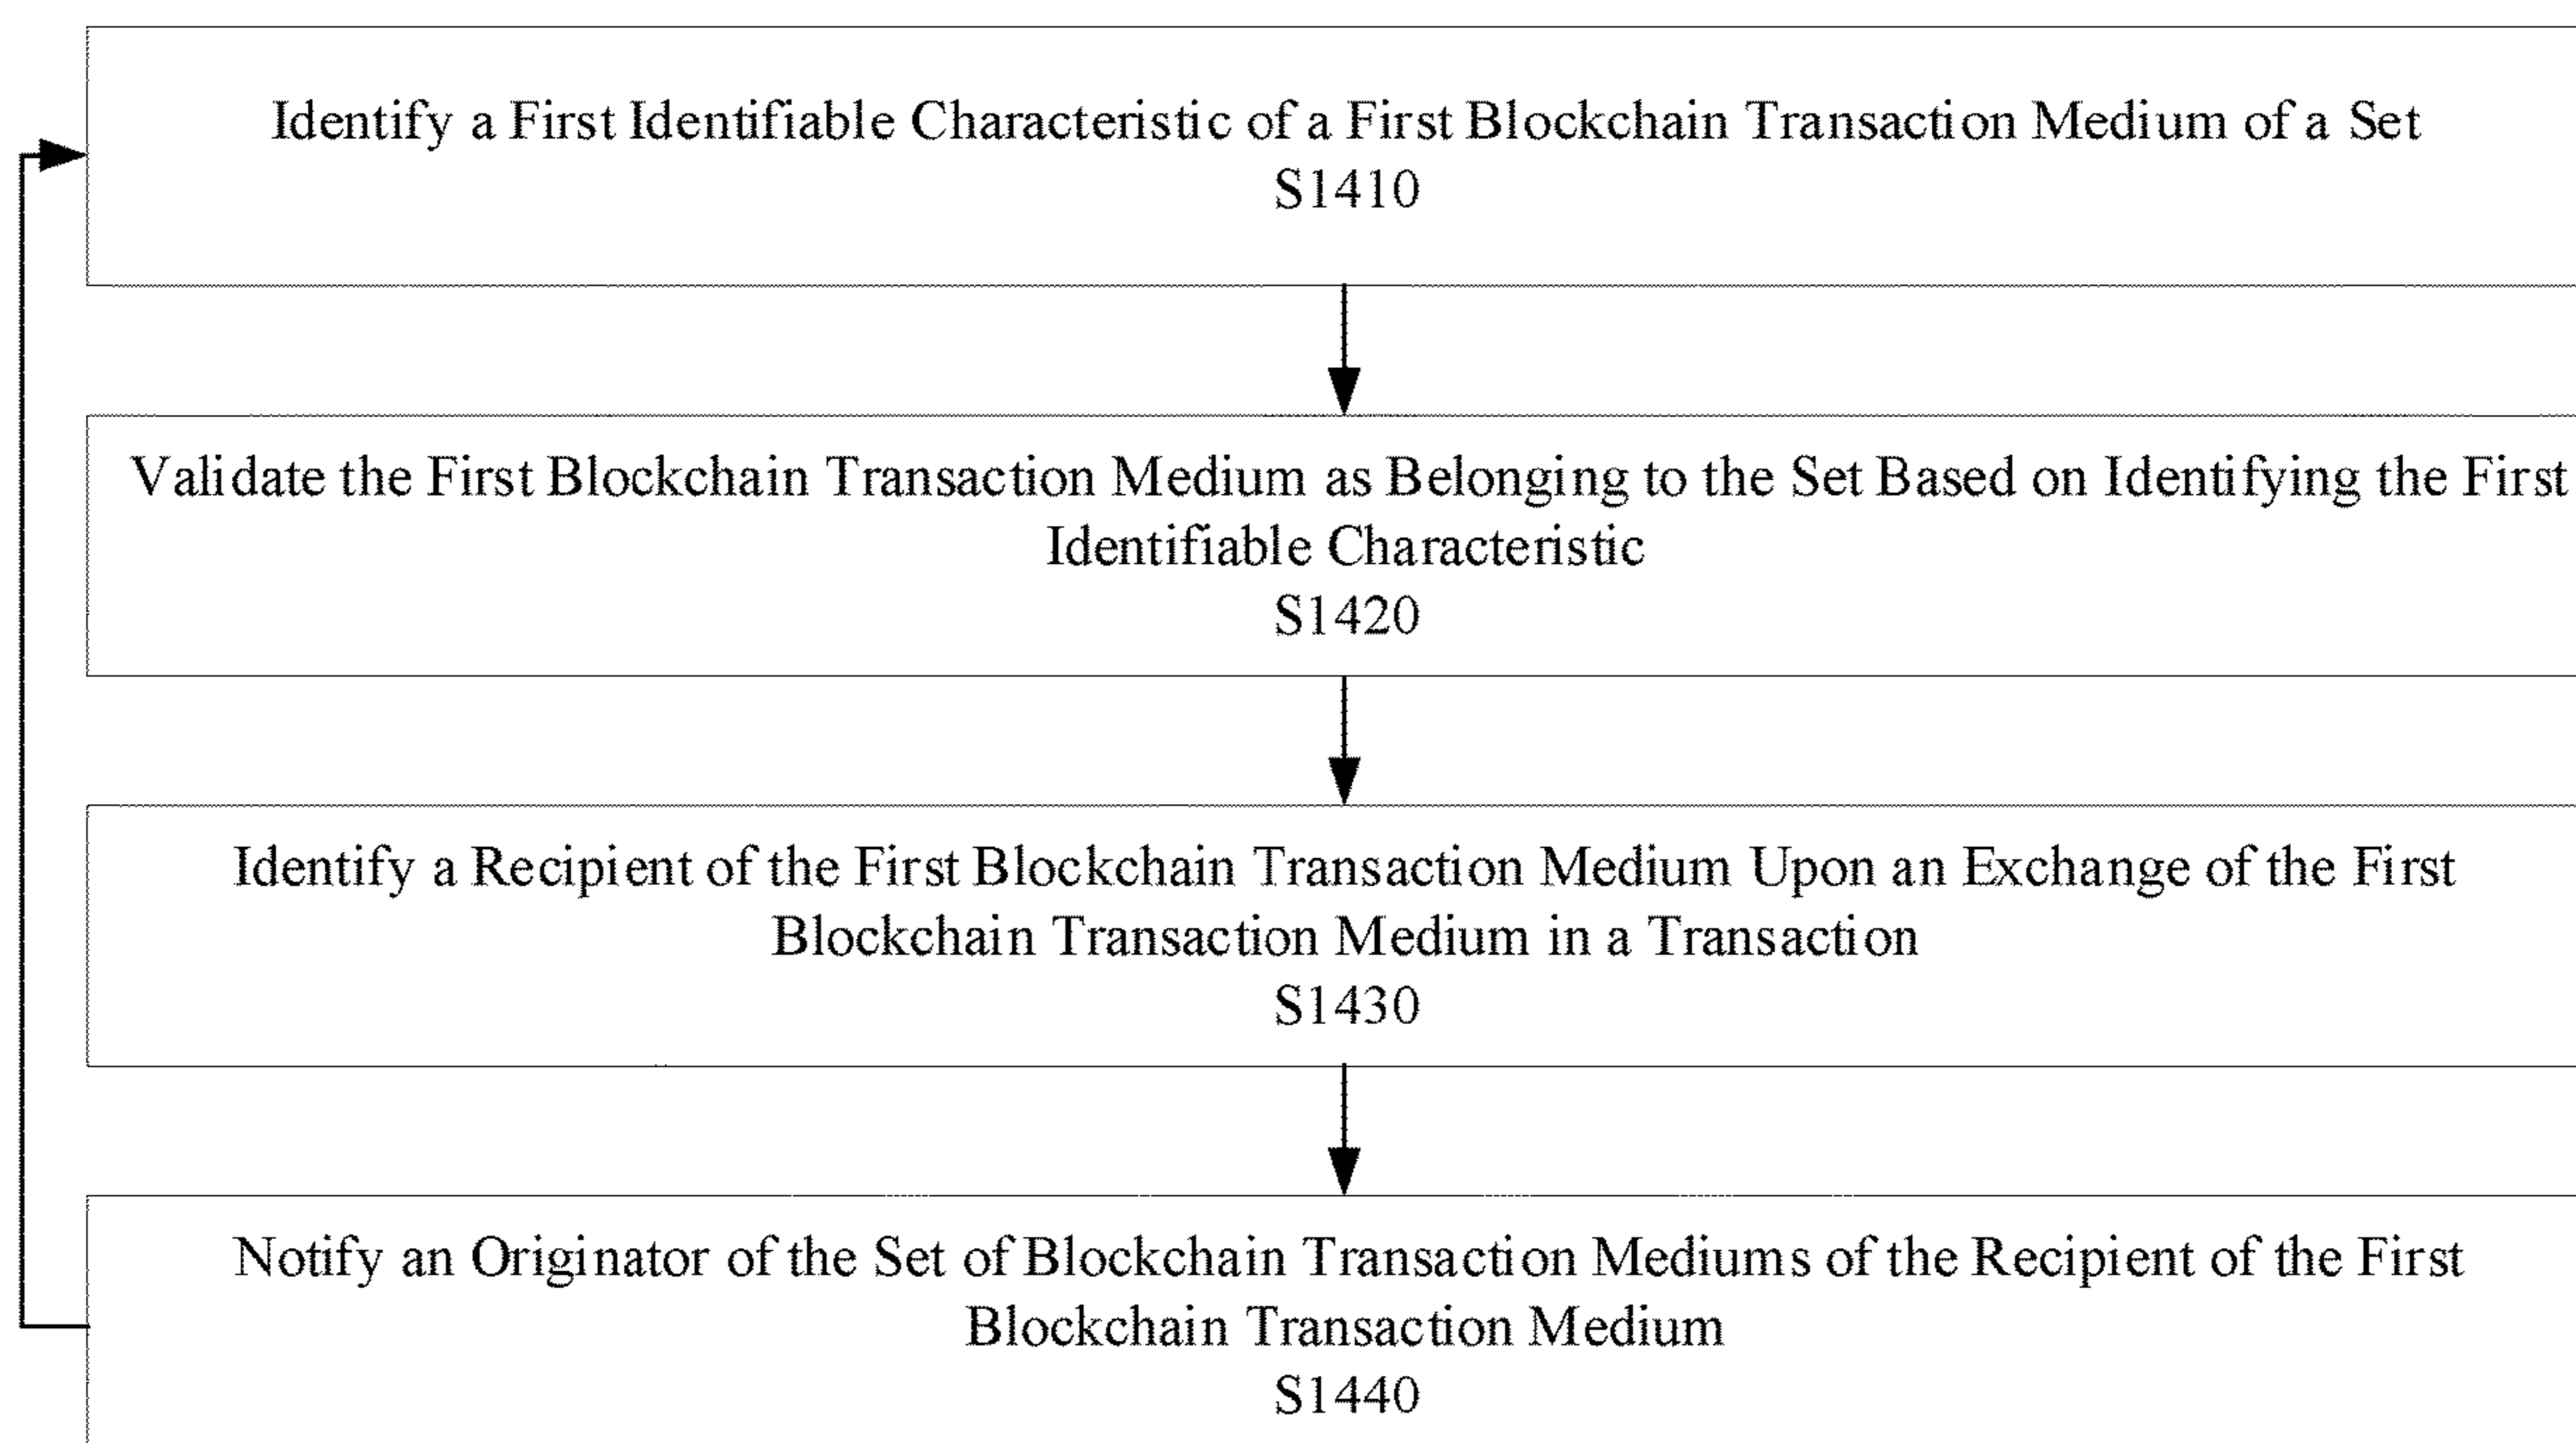 Identify a First Identifiable Characteristic of a First Blockchain Transaction Medium of a Set
S1410
Validate the First Blockchain Transaction Medium as Belonging to the Set Based on Identifying the First
Identifiable Characteristic
S1420
Identify a Recipient of the First Blockchain Transaction Medium Upon an Exchange of the First
Blockchain Transaction Medium in a Transaction
S1430
Notify an Originator of the Set of Blockchain Transaction Mediums of the Recipient of the First
Blockchain Transaction Medium
S1440